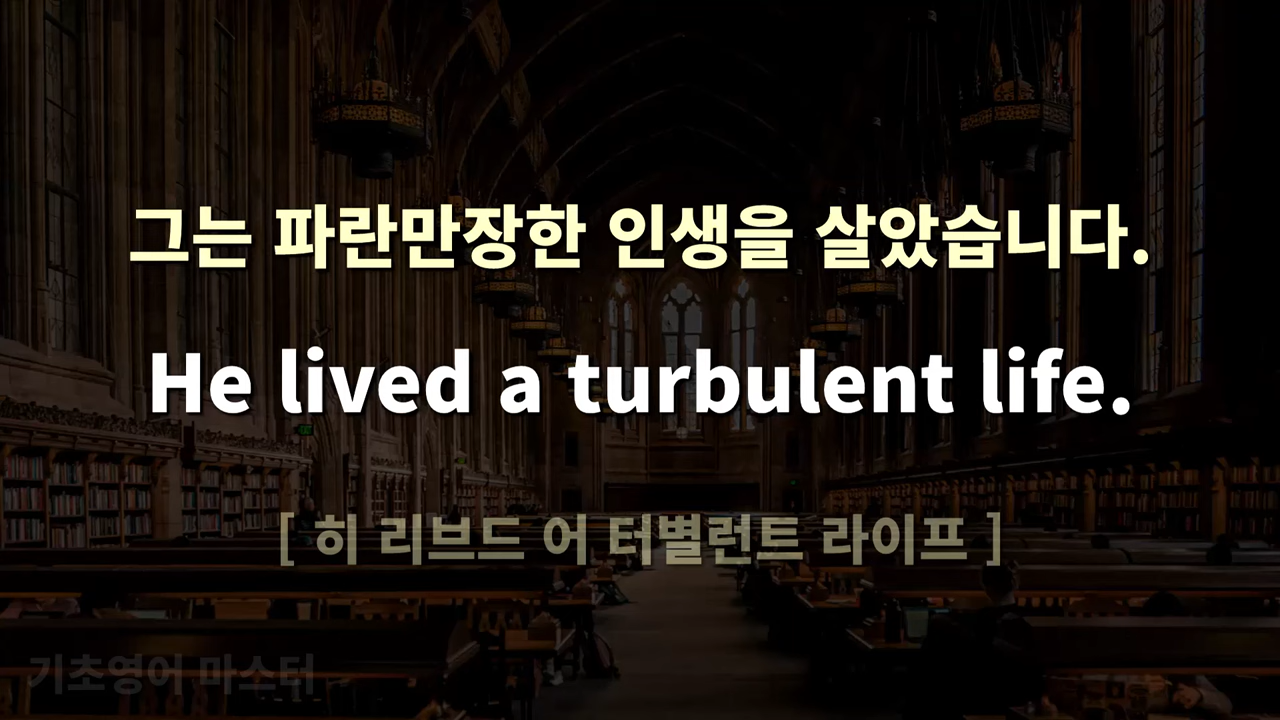 그는 파란만장한 인생을 살았습니다.
He lived a turbulent life.
[ 히 리브드 어 터별런트 라이프 ]
기초영어 마스터